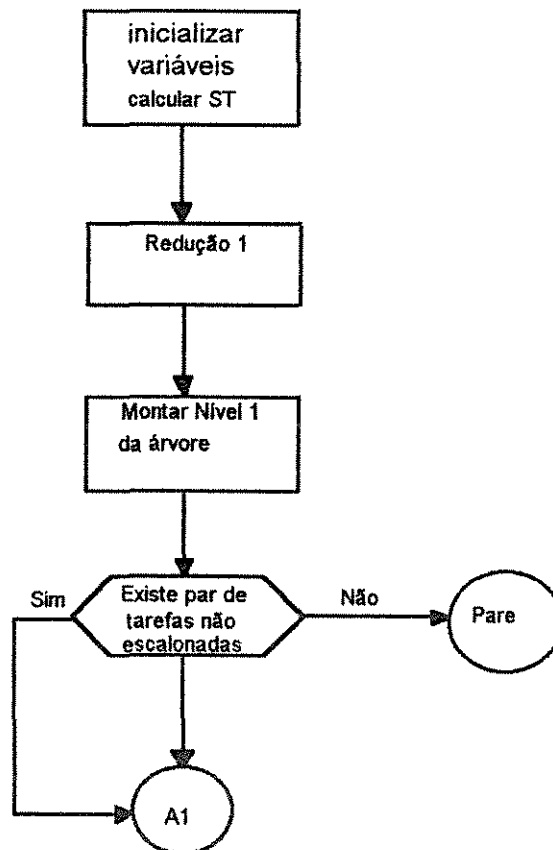 inicializar
variáveis
calcular ST
Redução 1
Montar Nível 1
da árvore
Sim
Existe par de
tarefas não
escalonadas
Não
Pare
A1